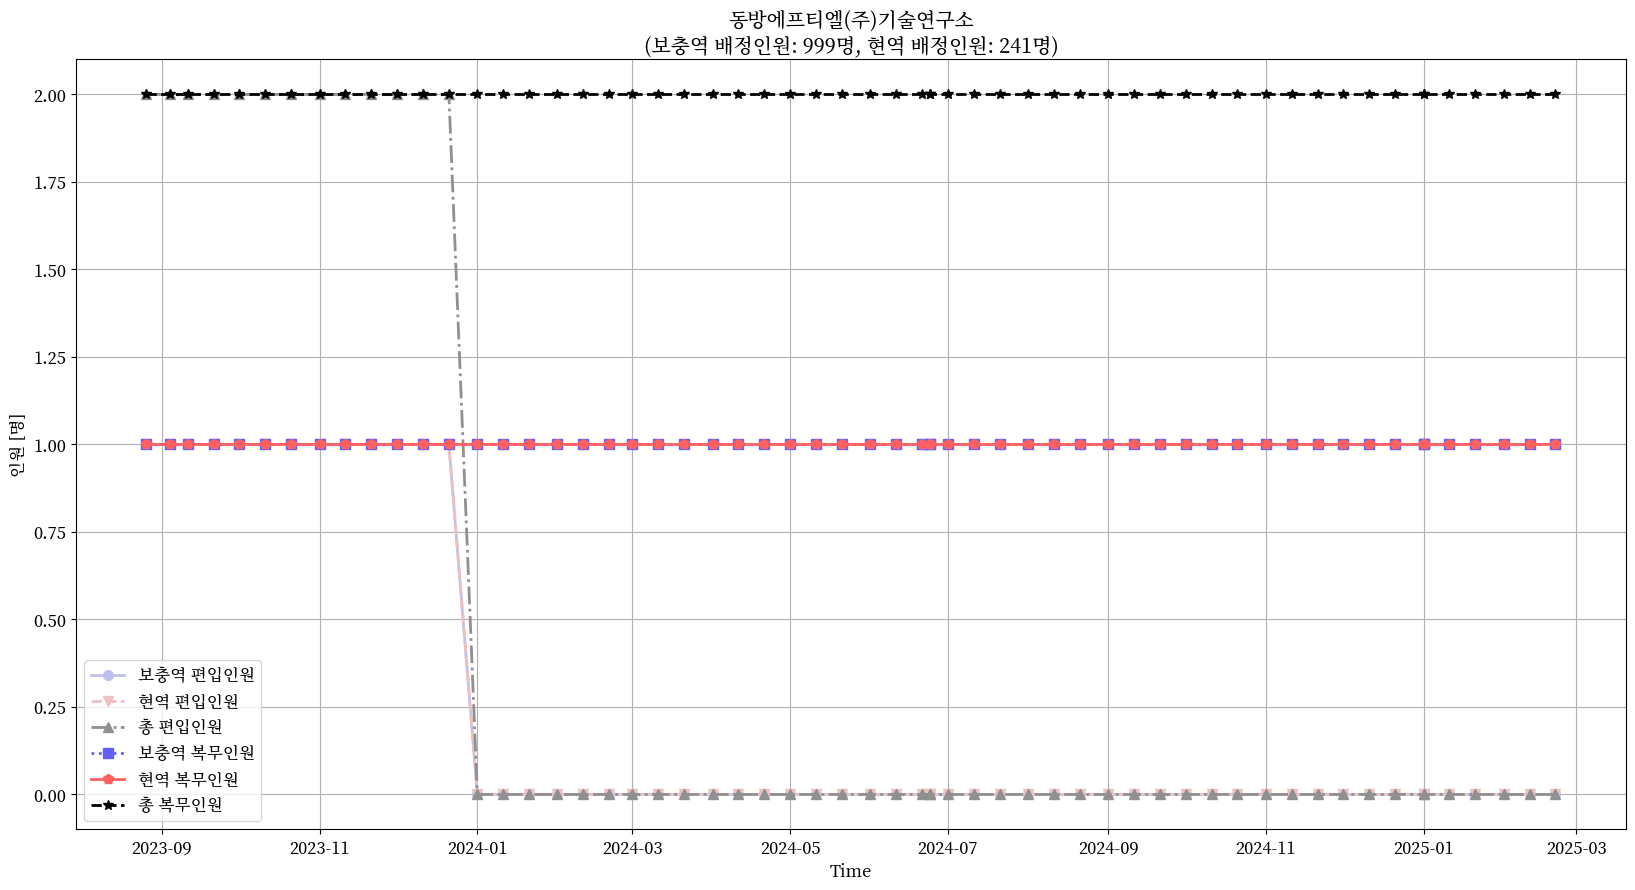 동방에프티엘(주)기술연구소
(보충역 배정인원: 999명, 현역 배정인원: 241명)
인원 [명]
2.00
1.75
1.50
1.25
1.00
0.75
0.50
0.25
0.00
보충역 편입인원
현역 편입인원
총 편입인원
보충역 복무인원
현역 복무인원
총 복무인원
2023-09
2023-11
2024-01
2024-03
2024-05
2024-07
2024-09
2024-11
2025-01
2025-03
Time